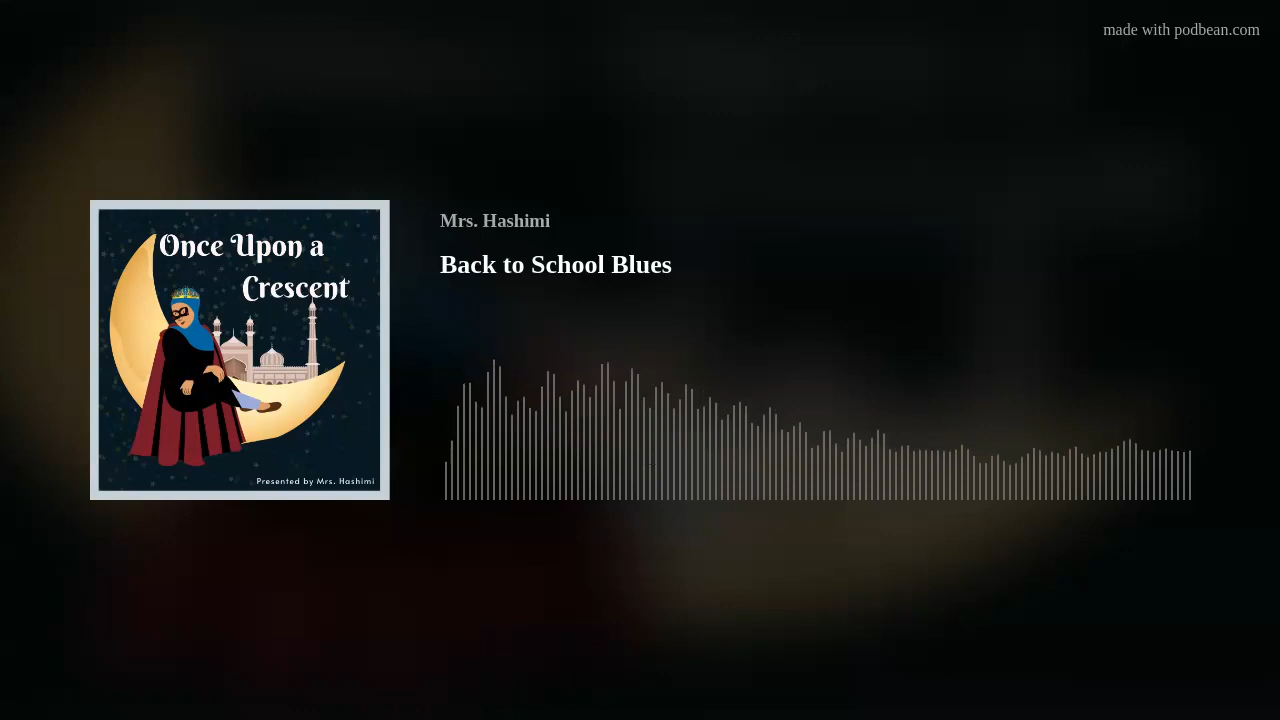 made with podbean.com
Once Upon a
Crescent
Presented by Mrs. Hashimi
Mrs. Hashimi
Back to School Blues